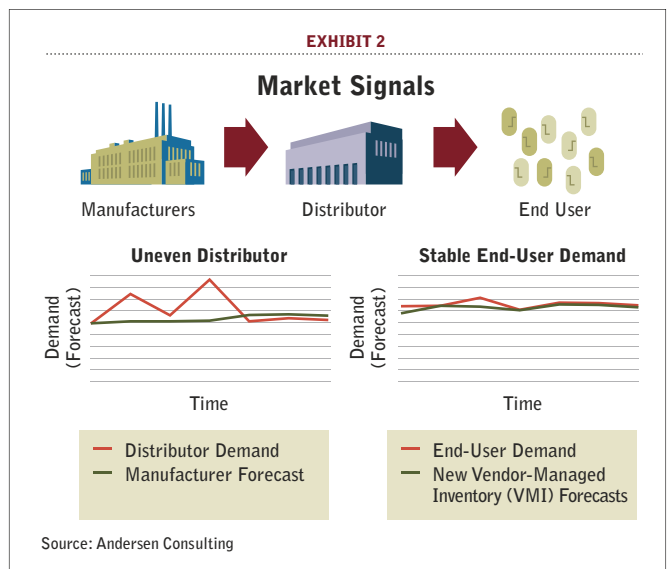 EXHIBIT 2
Market Signals
Manufacturers
Distributor
End User
Uneven Distributor
Demand
(Forecast)
Time
Distributor Demand
Manufacturer Forecast
Stable End-User Demand
Demand
(Forecast)
Time
End-User Demand
New Vendor-Managed
Inventory (VMI) Forecasts
Source: Andersen Consulting